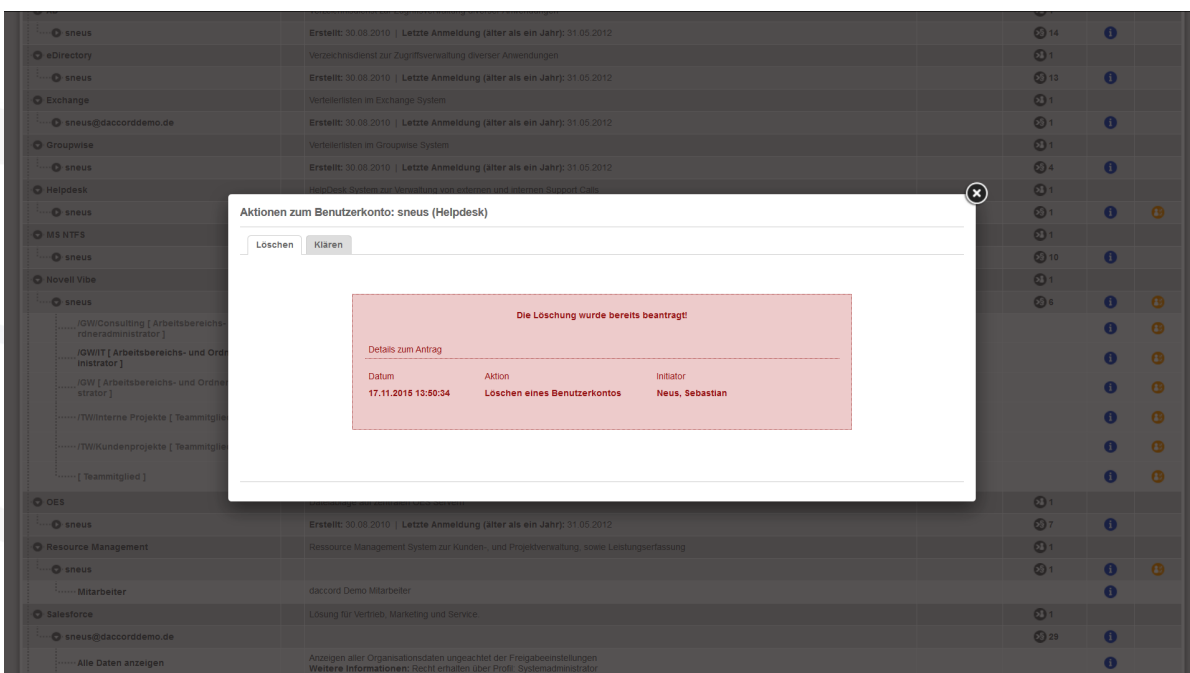 sneus Erstellt: 30.08.2010 | Letzte Anmeldung (älter als ein Jahr): 31.05.2012 14
eDirectory Verzeichnisdienst zur Zugriffsverwaltung diverser Anwendungen 1
sneus Erstellt: 30.08.2010 | Letzte Anmeldung (älter als ein Jahr): 31.05.2012 13
Exchange Verteilerlisten im Exchange System 1
sneus@daccorddemo.de Erstellt: 30.08.2010 | Letzte Anmeldung (älter als ein Jahr): 31.05.2012 1
Groupwise Verteilerlisten im Groupwise System 1
sneus Erstellt: 30.08.2010 | Letzte Anmeldung (älter als ein Jahr): 31.05.2012 4
Helpdesk HelpDesk System zur Verwaltung von externen und internen Support Calls 1
sneus 1
MS NTFS 1
sneus 10
Novell Vibe 1
sneus 6
Aktionen zum Benutzerkonto: sneus (Helpdesk)
Löschen Klären
Die Löschung wurde bereits beantragt!
Details zum Antrag
Datum Aktion Initiator
17.11.2015 13:50:34 Löschen eines Benutzerkontos Neus, Sebastian
/GW/Consulting [ Arbeitsbereichs-
rdneradministrator ]
/GW/IT [ Arbeitsbereichs- und Ordn
inistrator ]
/GW [ Arbeitsbereichs- und Ordner
strator ]
/TW/Interne Projekte [ Teammitglie
/TW/Kundenprojekte [ Teammitglie
[ Teammitglied ]
OES 1
sneus Erstellt: 30.08.2010 | Letzte Anmeldung (älter als ein Jahr): 31.05.2012 7
Resource Management Ressource Management System zur Kunden-, und Projektverwaltung, sowie Leistungserfassung 1
sneus 1
Mitarbeiter daccord Demo Mitarbeiter
Salesforce Lösung für Vertrieb, Marketing und Service 1
sneus@daccorddemo.de 29
Alle Daten anzeigen Anzeigen aller Organisationsdaten ungeachtet der Freigabeeinstellungen
Weitere Informationen: Recht erhalten über Profil: Systemadministrator